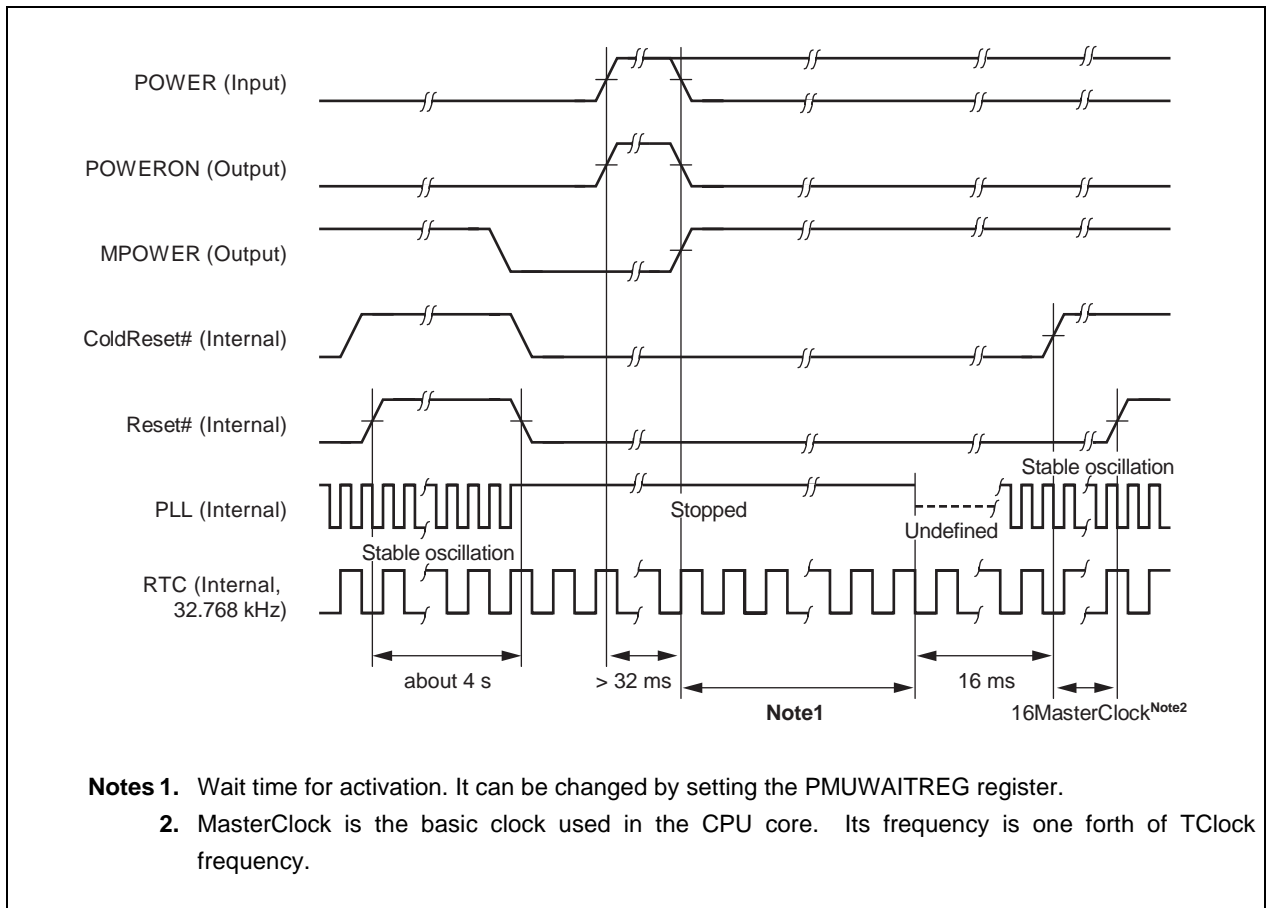 POWER (Input)
POWERON (Output)
MPOWER (Output)
ColdReset# (Internal)
Reset# (Internal)
Stable oscillation
PLL (Internal)
Stopped
Undefined
Stable oscillation
RTC (Internal,
32.768 kHz)
about 4 s
> 32 ms
16 ms
Note1
16MasterClockNote2
Notes 1. Wait time for activation. It can be changed by setting the PMUWAITREG register.
2. MasterClock is the basic clock used in the CPU core. Its frequency is one forth of TClock
frequency.